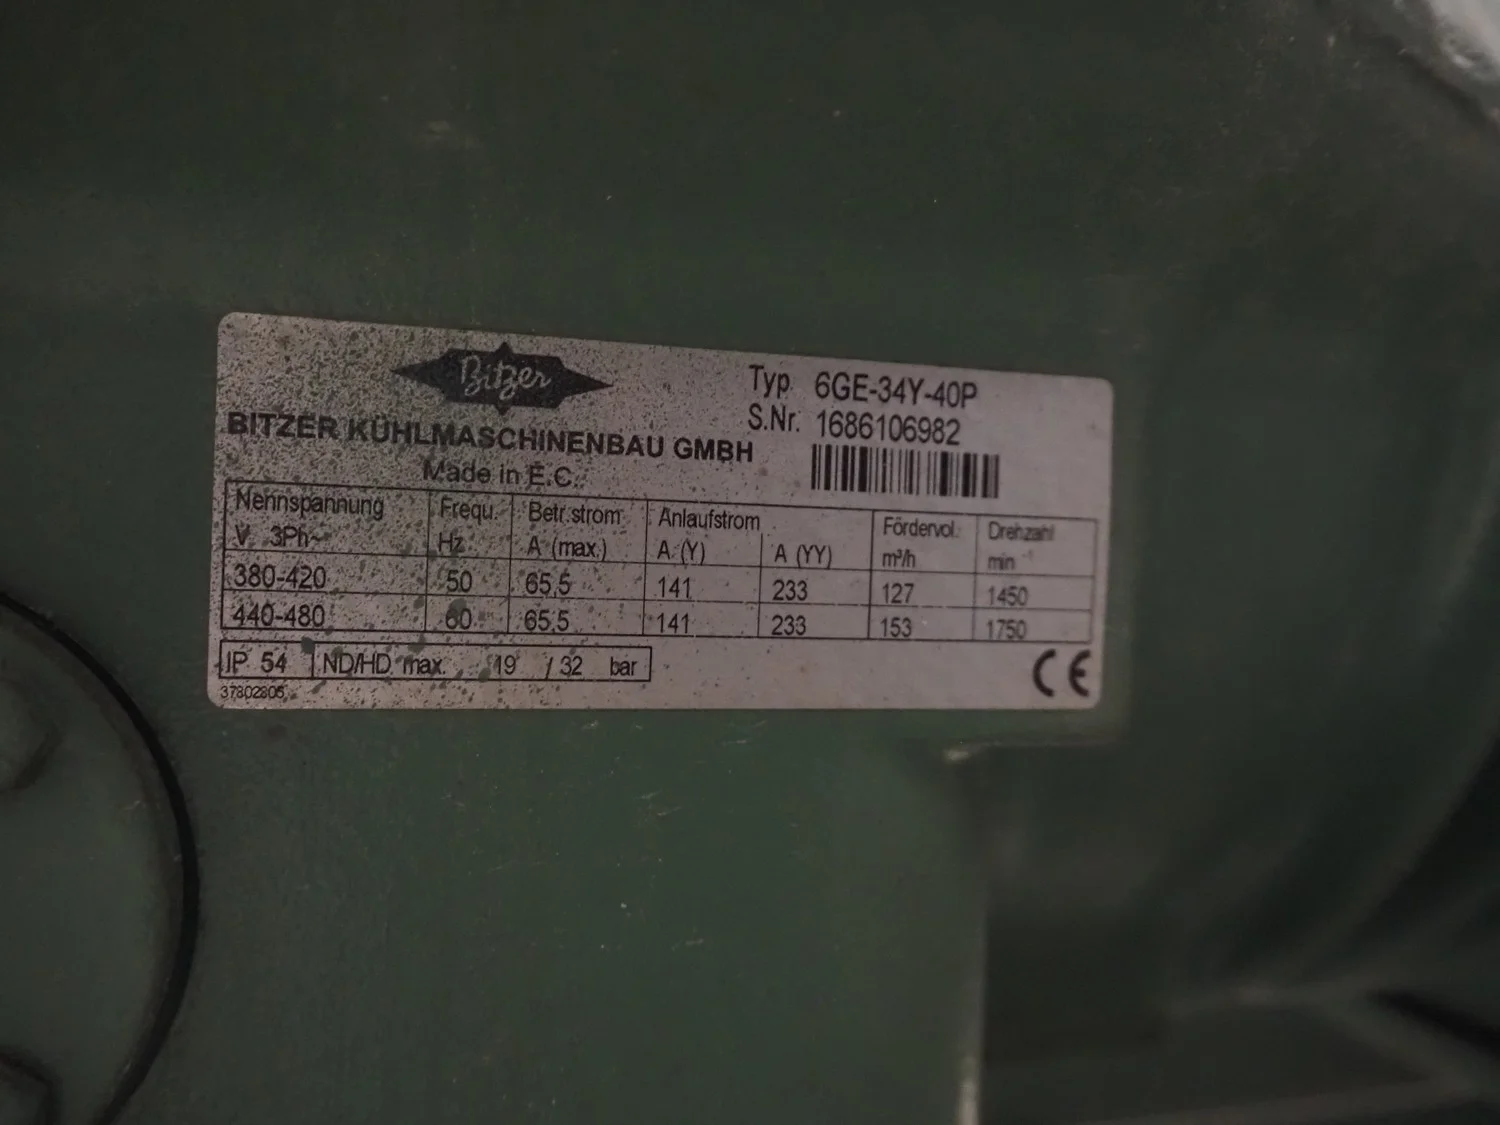 Bitzer
BITZER KÜHLMASCHINENBAU GMBH
Made in E.C.
Typ 6GE-34Y-40P
S.Nr. 1686106982
Nennspannung Frequ. Betr.strom Anlaufstrom Fördervol. Drehzahl
V 3Ph~ Hz A (max.) A (Y) A (YY) m³/h min⁻¹
380-420 50 65,5 141 233 127 1450
440-480 60 65,5 141 233 153 1750
IP 54 ND/HD max. 19 / 32 bar
CE
37802805